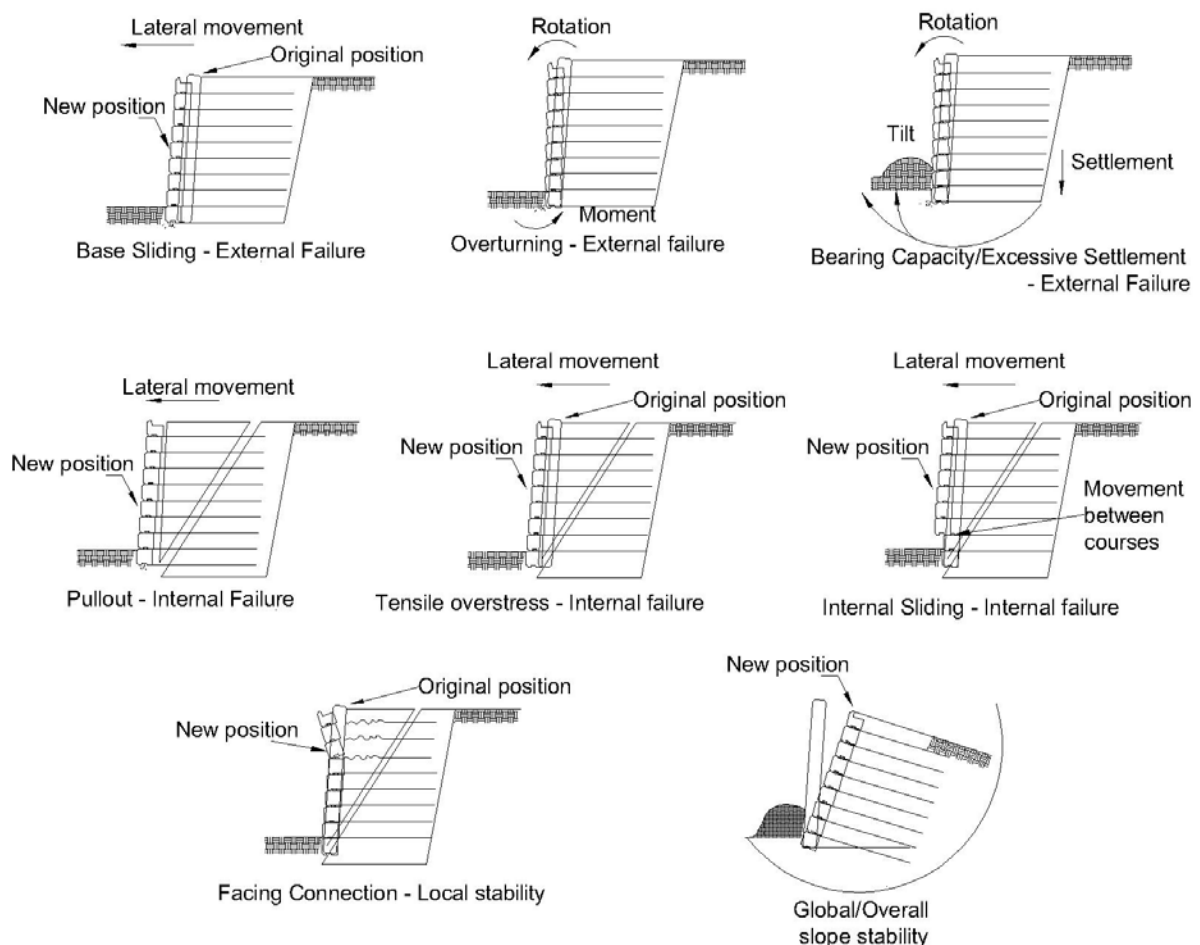 Lateral movement
Original position
New position
Base Sliding - External Failure
Rotation
Moment
Overturning - External failure
Rotation
Tilt
Settlement
Bearing Capacity/Excessive Settlement
- External Failure
Lateral movement
New position
Pullout - Internal Failure
Lateral movement
Original position
New position
Tensile overstress - Internal failure
Lateral movement
Original position
New position
Movement
between
courses
Internal Sliding - Internal failure
Original position
New position
Facing Connection - Local stability
New position
Global/Overall
slope stability